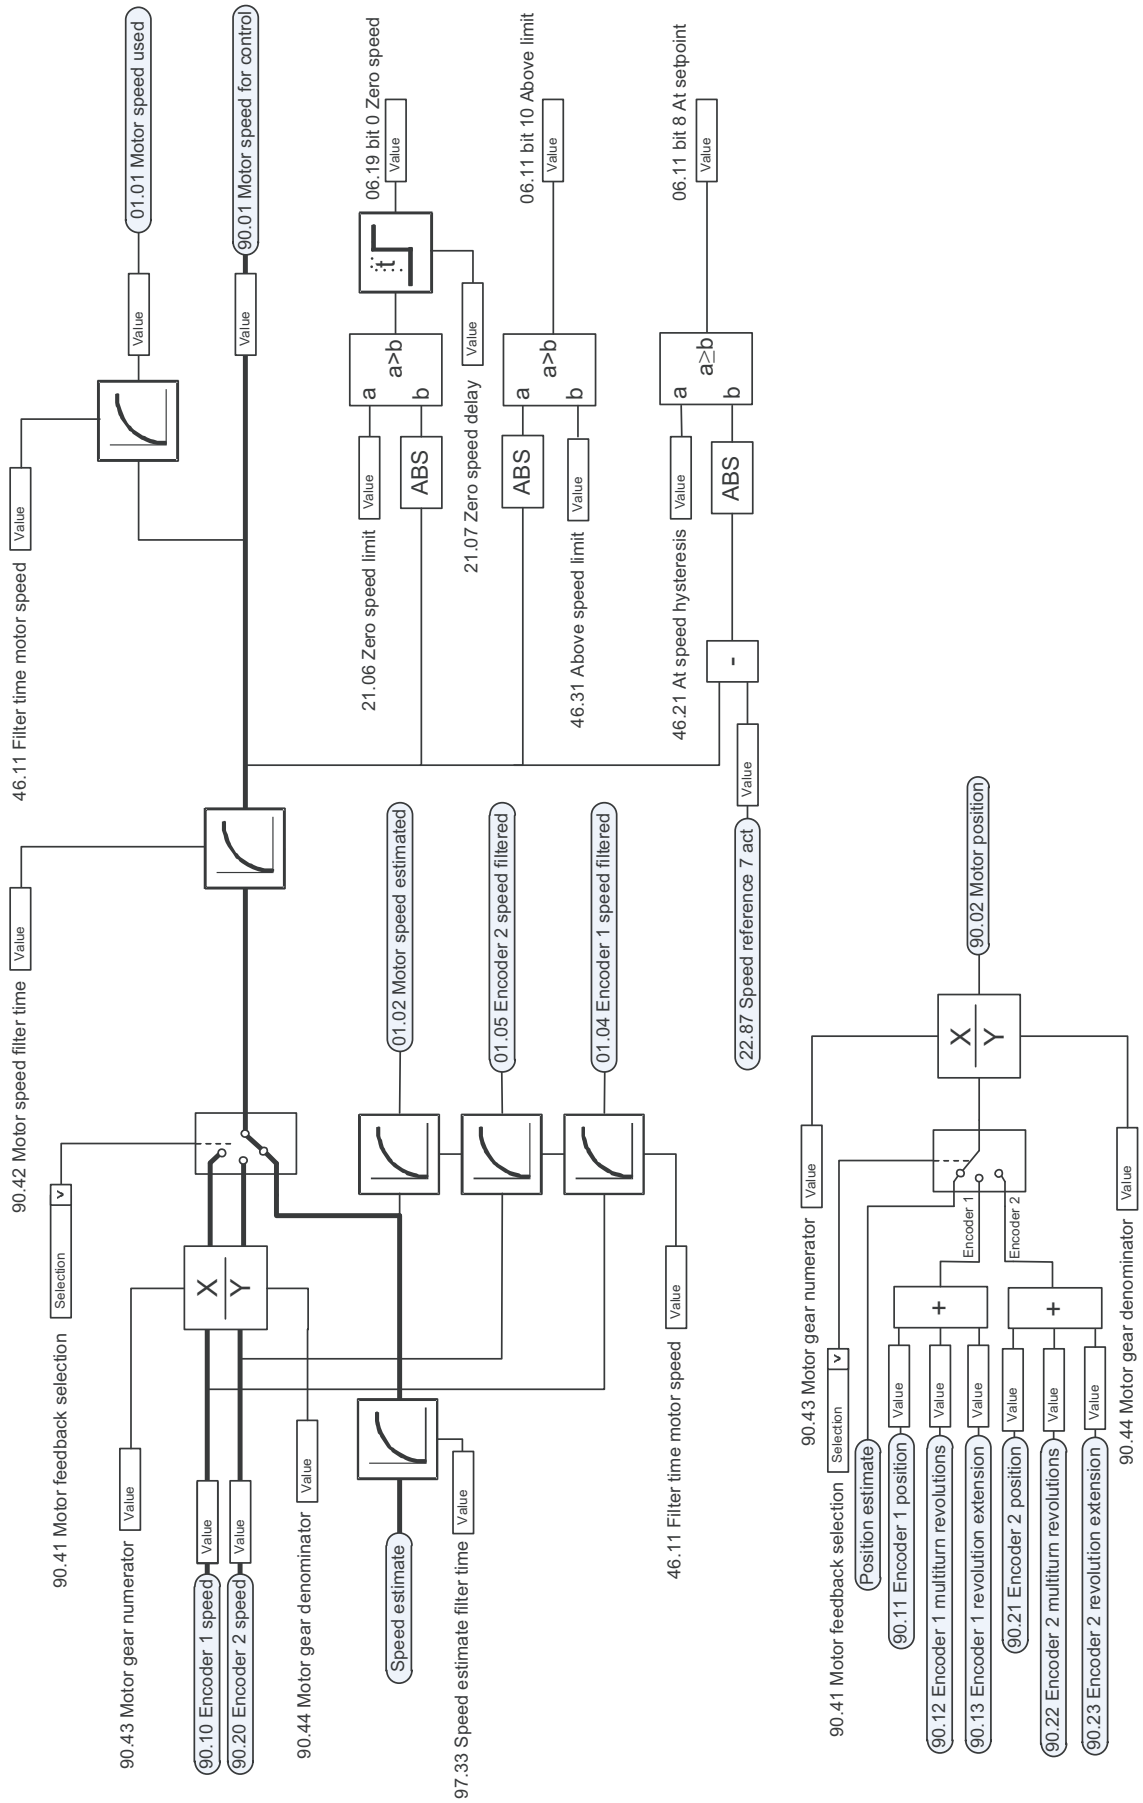 46.11 Filter time motor speed
Value
Value
01.01 Motor speed used
90.42 Motor speed filter time
Value
Value
90.01 Motor speed for control
90.41 Motor feedback selection
Selection
v
90.43 Motor gear numerator
Value
X
Y
90.10 Encoder 1 speed
Value
90.20 Encoder 2 speed
Value
90.44 Motor gear denominator
Value
21.06 Zero speed limit
Value
ABS
a
b
a>b
t
06.19 bit 0 Zero speed
Value
21.07 Zero speed delay
Value
ABS
a
b
a>b
06.11 bit 10 Above limit
Value
46.31 Above speed limit
Value
46.21 At speed hysteresis
Value
ABS
a
b
a≥b
06.11 bit 8 At setpoint
Value
-
22.87 Speed reference 7 act
Value
Speed estimate
97.33 Speed estimate filter time
Value
01.02 Motor speed estimated
01.05 Encoder 2 speed filtered
01.04 Encoder 1 speed filtered
46.11 Filter time motor speed
Value
90.43 Motor gear numerator
Value
90.41 Motor feedback selection
Selection
v
Position estimate
90.11 Encoder 1 position
Value
90.12 Encoder 1 multiturn revolutions
Value
90.13 Encoder 1 revolution extension
Value
+
Encoder 1
90.21 Encoder 2 position
Value
90.22 Encoder 2 multiturn revolutions
Value
90.23 Encoder 2 revolution extension
Value
+
Encoder 2
X
Y
90.02 Motor position
90.44 Motor gear denominator
Value